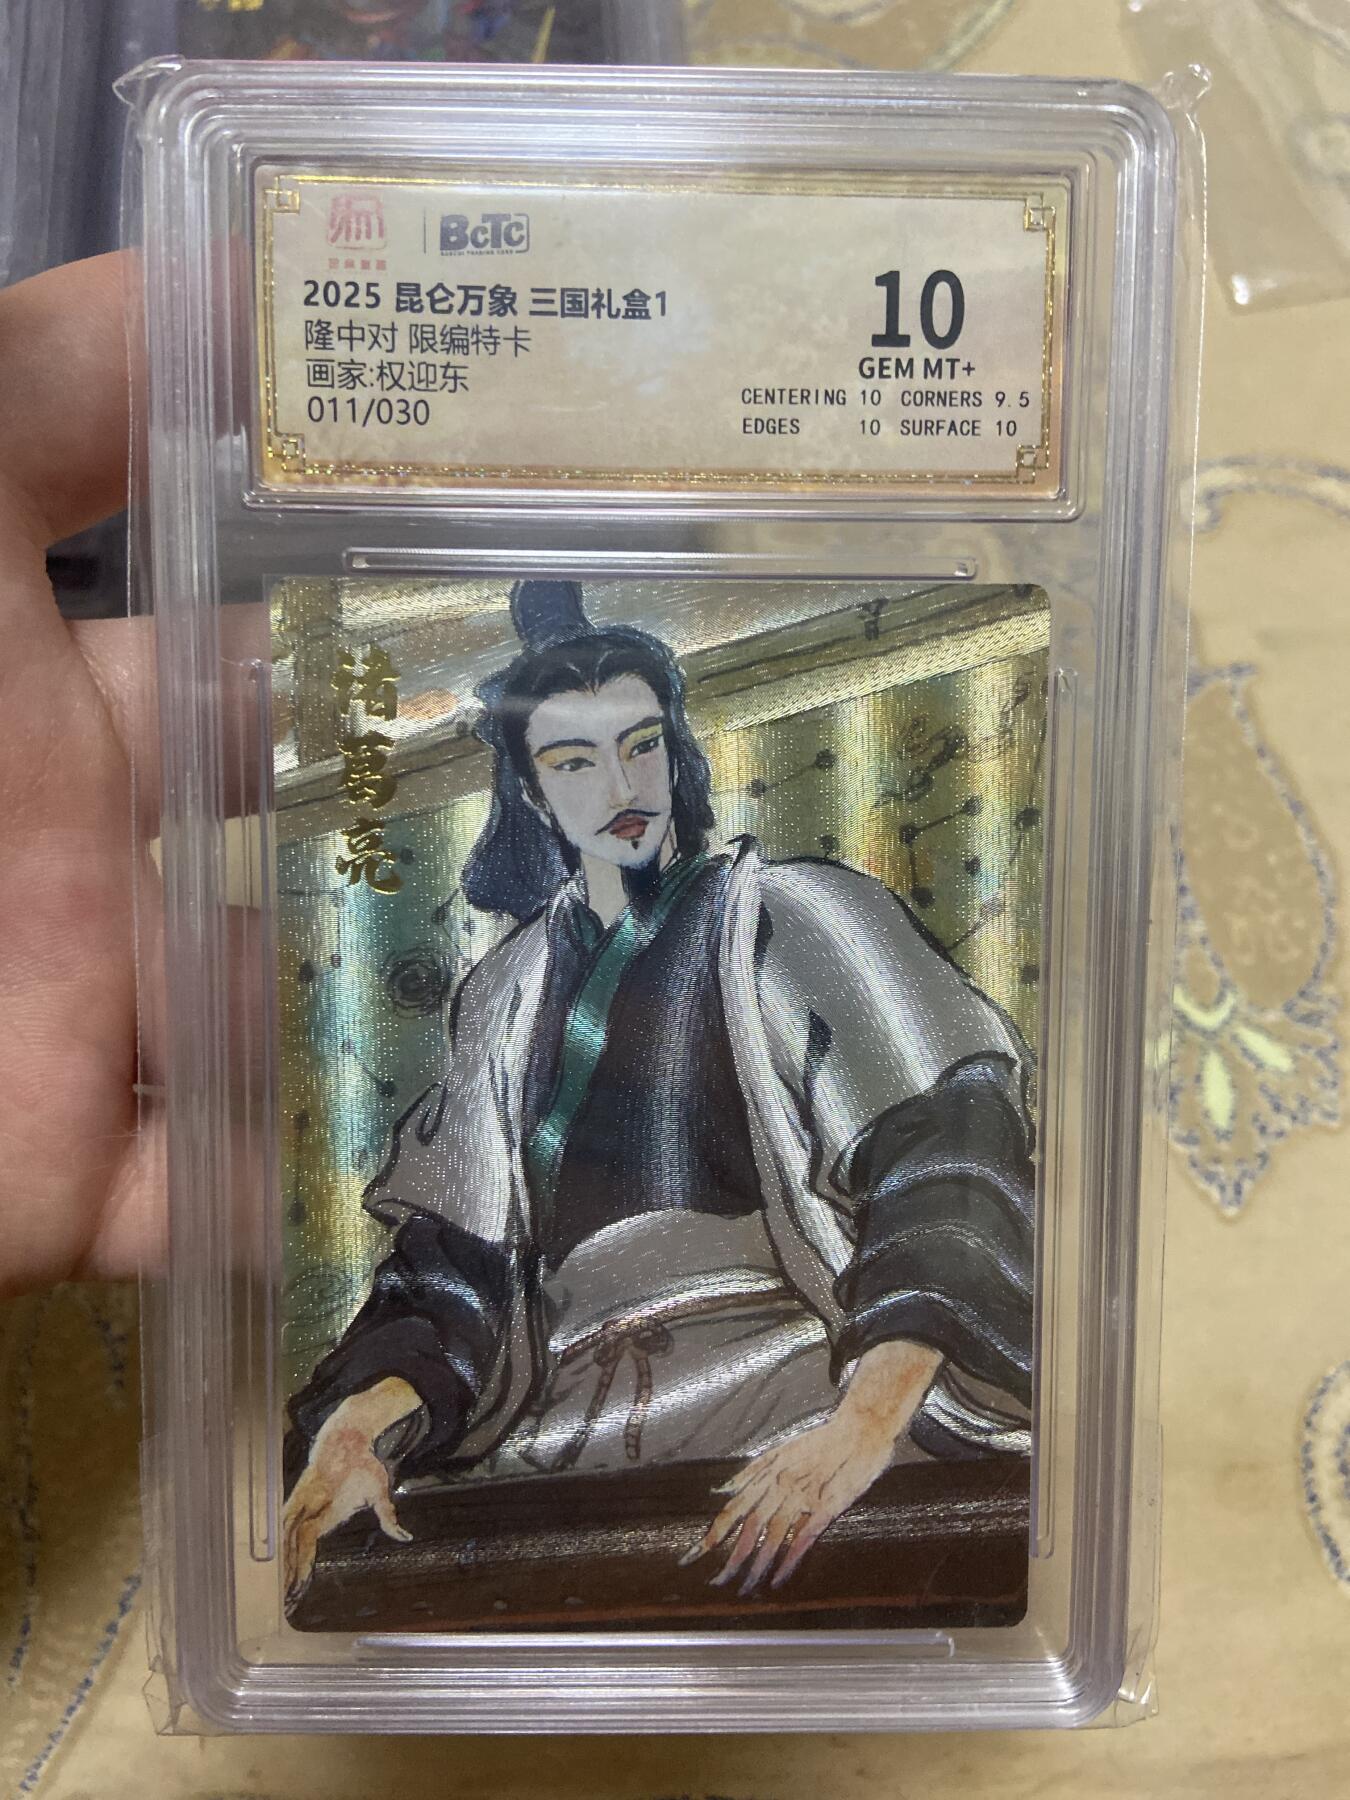 BCTC
2025 昆仑万象 三国礼盒1
隆中对 限编特卡
画家:权迎东
011/030
10
GEM MT+
CENTERING 10 CORNERS 9.5
EDGES 10 SURFACE 10
诸葛亮